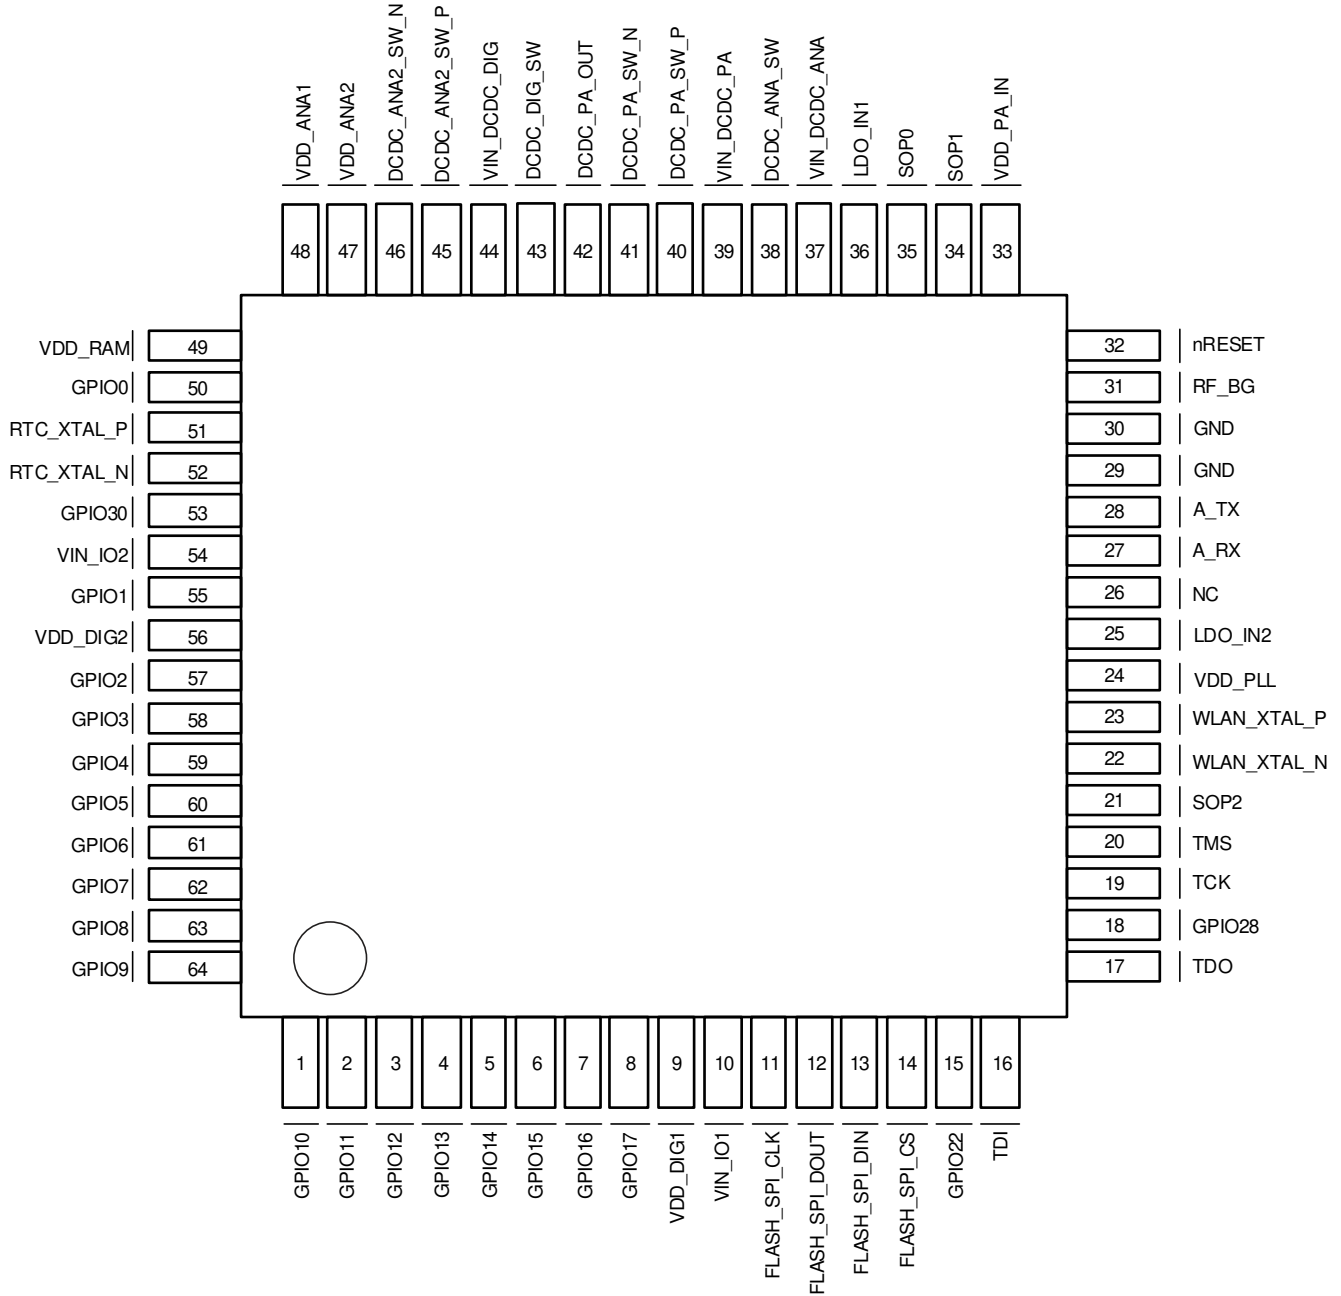 VDD_ANA1
VDD_ANA2
DCDC_ANA2_SW_N
DCDC_ANA2_SW_P
VIN_DCDC_DIG
DCDC_DIG_SW
DCDC_PA_OUT
DCDC_PA_SW_N
DCDC_PA_SW_P
VIN_DCDC_PA
DCDC_ANA_SW
VIN_DCDC_ANA
LDO_IN1
SOP0
SOP1
VDD_PA_IN
48 47 46 45 44 43 42 41 40 39 38 37 36 35 34 33
VDD_RAM 49
GPIO0 50
RTC_XTAL_P 51
RTC_XTAL_N 52
GPIO30 53
VIN_IO2 54
GPIO1 55
VDD_DIG2 56
GPIO2 57
GPIO3 58
GPIO4 59
GPIO5 60
GPIO6 61
GPIO7 62
GPIO8 63
GPIO9 64
32 nRESET
31 RF_BG
30 GND
29 GND
28 A_TX
27 A_RX
26 NC
25 LDO_IN2
24 VDD_PLL
23 WLAN_XTAL_P
22 WLAN_XTAL_N
21 SOP2
20 TMS
19 TCK
18 GPIO28
17 TDO
1 2 3 4 5 6 7 8 9 10 11 12 13 14 15 16
GPIO10
GPIO11
GPIO12
GPIO13
GPIO14
GPIO15
GPIO16
GPIO17
VDD_DIG1
VIN_IO1
FLASH_SPI_CLK
FLASH_SPI_DOUT
FLASH_SPI_DIN
FLASH_SPI_CS
GPIO22
TDI